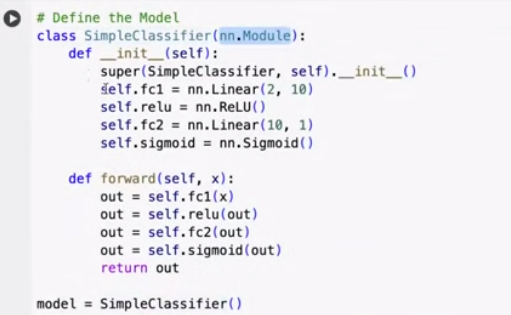 # Define the Model
class SimpleClassifier(nn.Module):
def __init__(self):
super(SimpleClassifier, self).__init__()
self.fc1 = nn.Linear(2, 10)
self.relu = nn.ReLU()
self.fc2 = nn.Linear(10, 1)
self.sigmoid = nn.Sigmoid()
def forward(self, x):
out = self.fc1(x)
out = self.relu(out)
out = self.fc2(out)
out = self.sigmoid(out)
return out
model = SimpleClassifier()